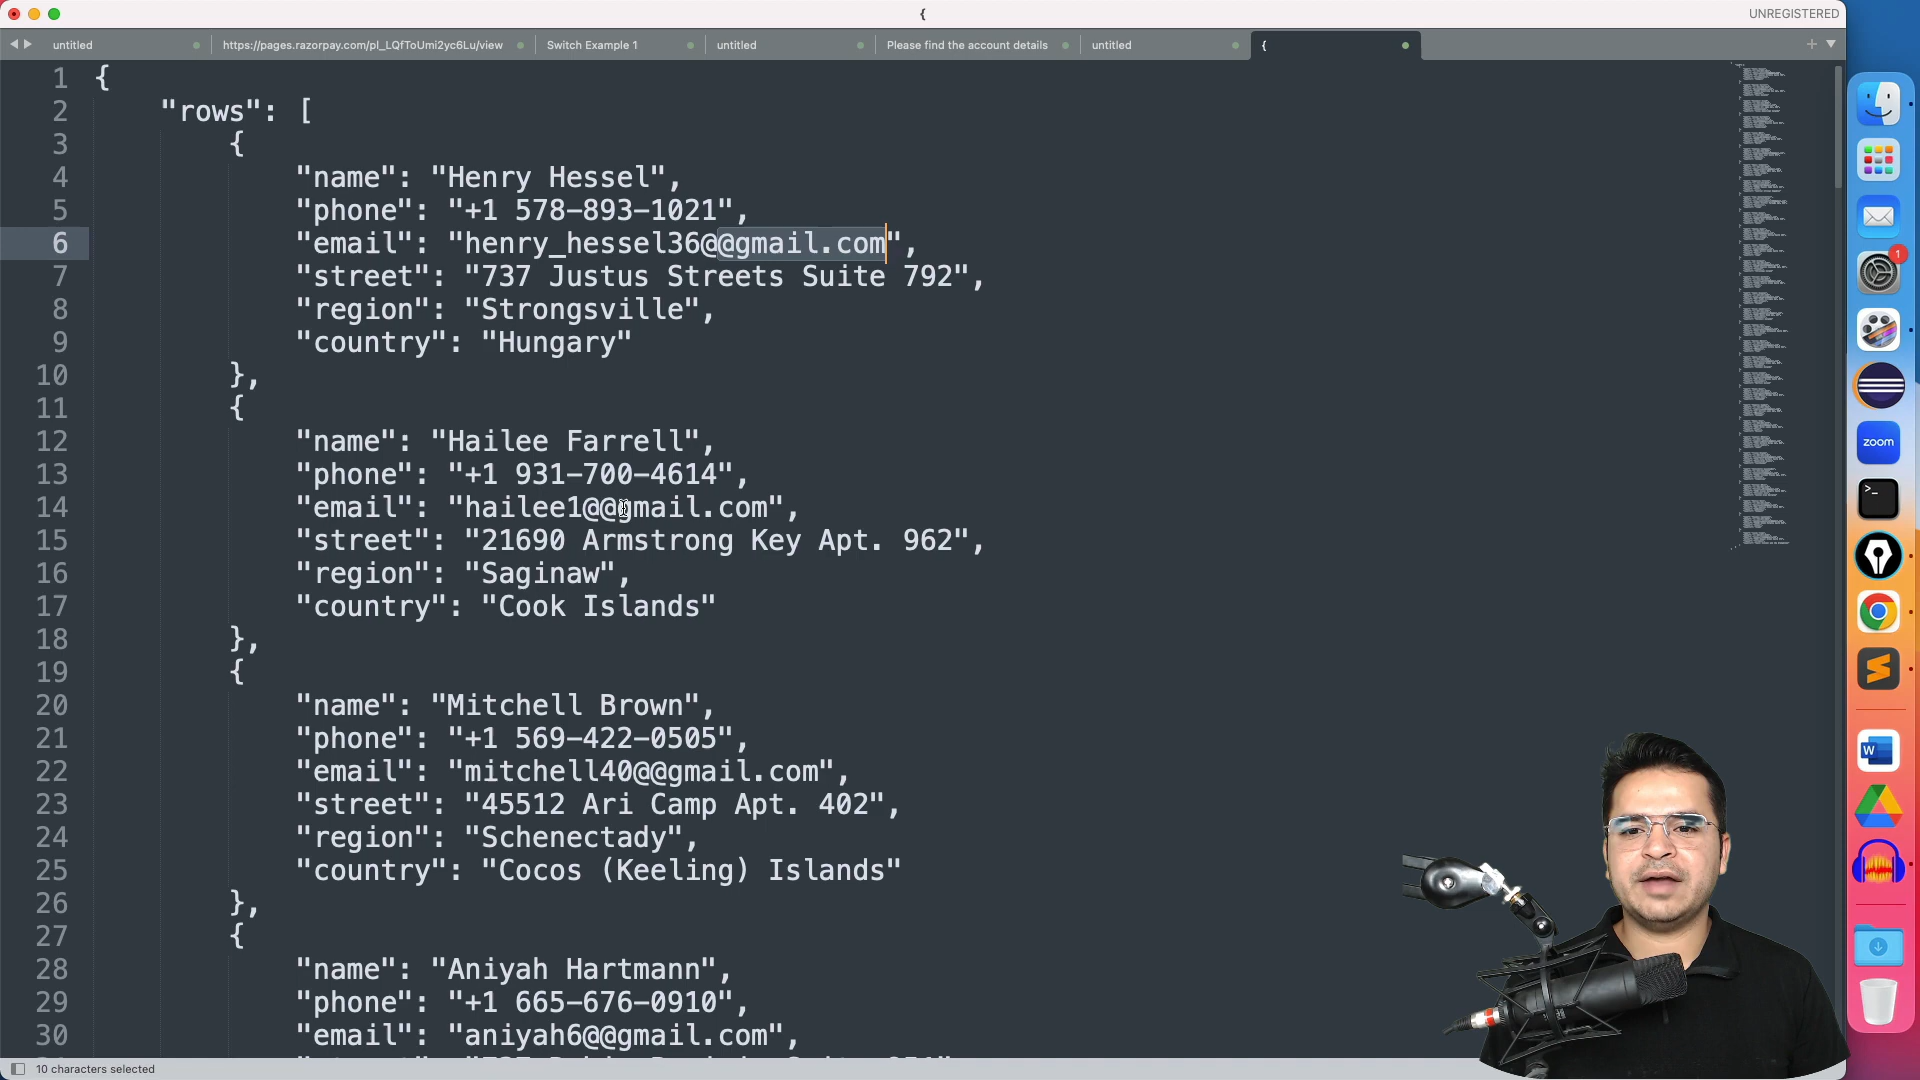 {
UNREGISTERED
untitled
https://pages.razorpay.com/pl_LQfToUmi2yc6Lu/view
Switch Example 1
untitled
Please find the account details
untitled
{
1 {
2 "rows": [
3 {
4 "name": "Henry Hessel",
5 "phone": "+1 578-893-1021",
6 "email": "henry_hessel36@@gmail.com",
7 "street": "737 Justus Streets Suite 792",
8 "region": "Strongsville",
9 "country": "Hungary"
10 },
11 {
12 "name": "Hailee Farrell",
13 "phone": "+1 931-700-4614",
14 "email": "hailee1@@gmail.com",
15 "street": "21690 Armstrong Key Apt. 962",
16 "region": "Saginaw",
17 "country": "Cook Islands"
18 },
19 {
20 "name": "Mitchell Brown",
21 "phone": "+1 569-422-0505",
22 "email": "mitchell40@@gmail.com",
23 "street": "45512 Ari Camp Apt. 402",
24 "region": "Schenectady",
25 "country": "Cocos (Keeling) Islands"
26 },
27 {
28 "name": "Aniyah Hartmann",
29 "phone": "+1 665-676-0910",
30 "email": "aniyah6@@gmail.com",
10 characters selected
1
zoom
>_
W